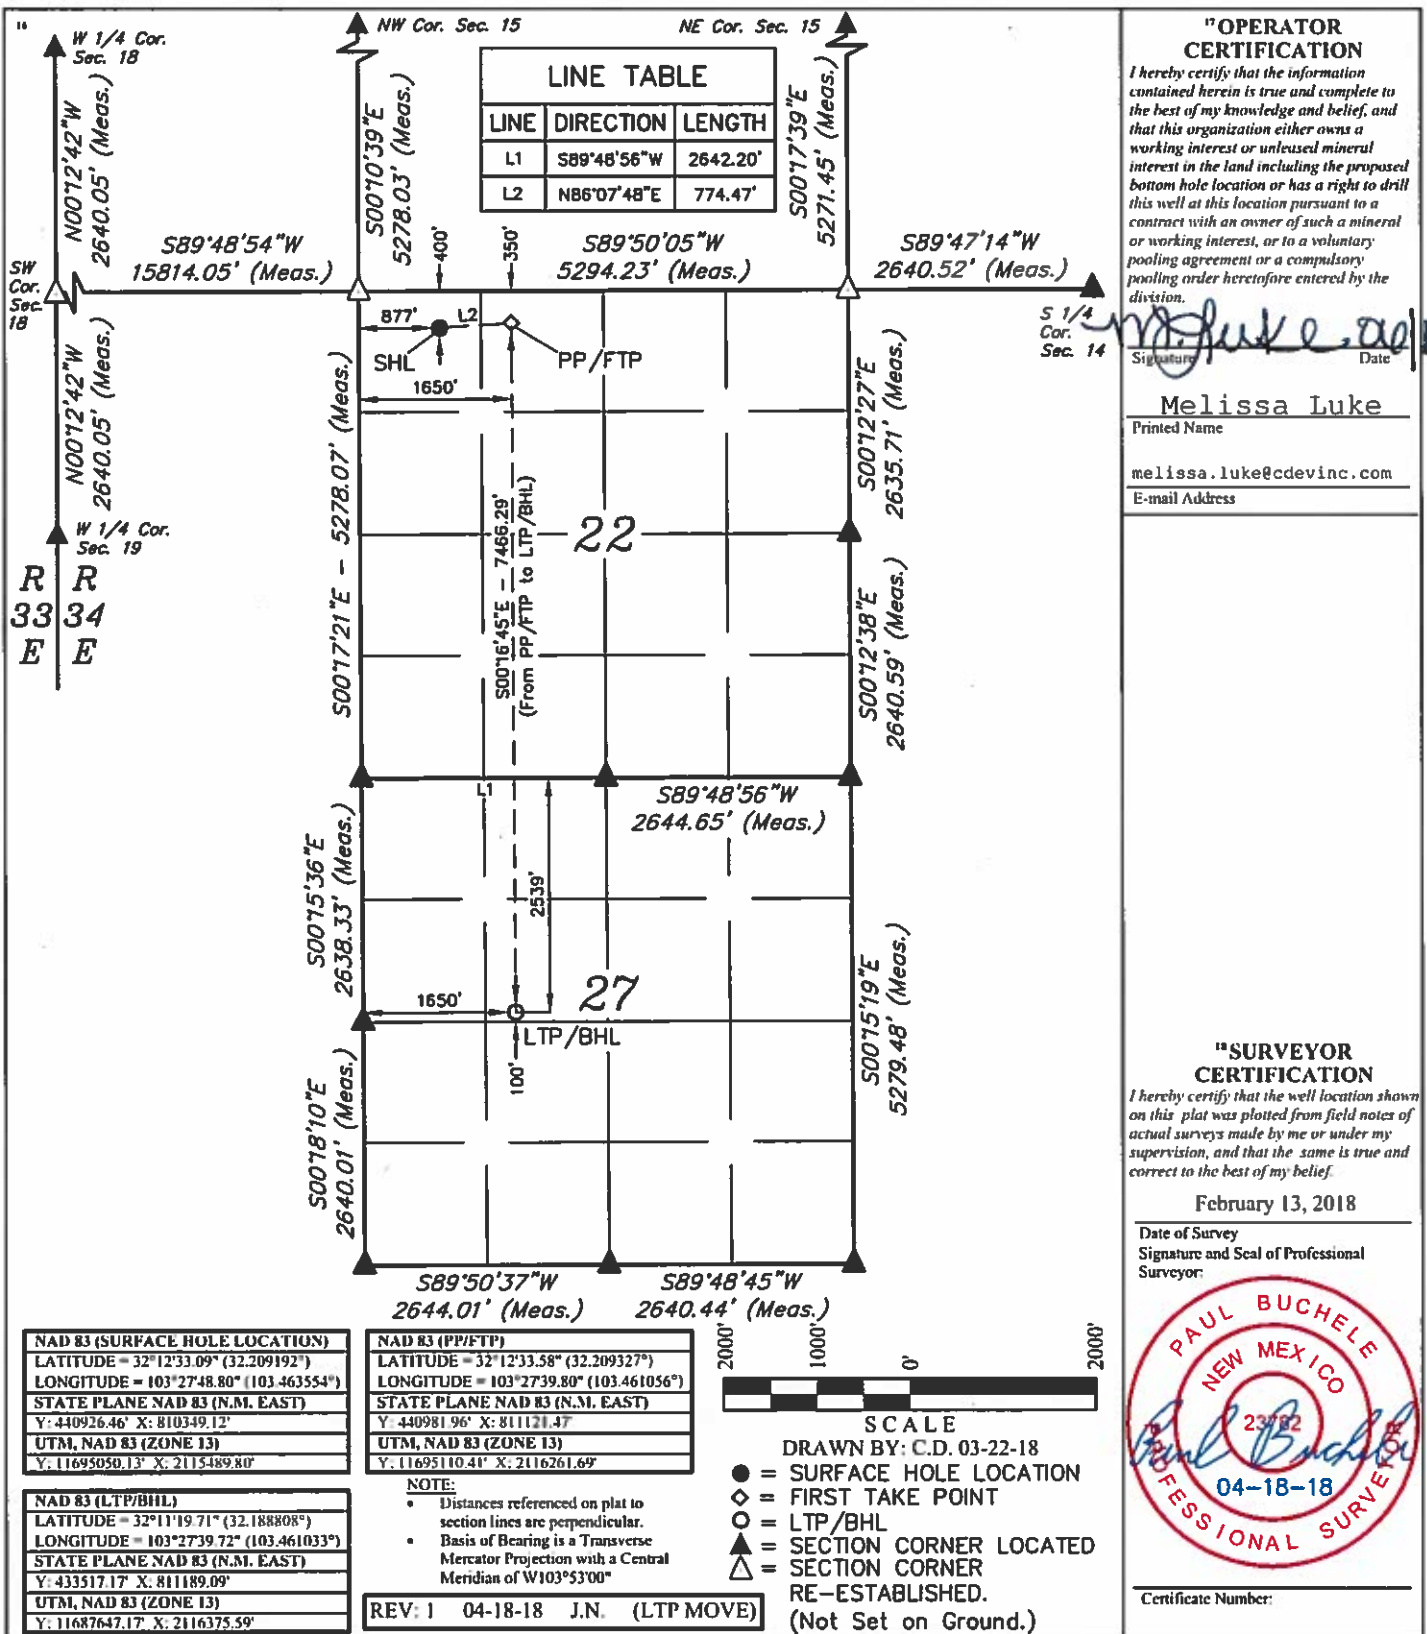 16
W 1/4 Cor.
Sec. 18
NW Cor. Sec. 15
NE Cor. Sec. 15
N00°12'42"W
2640.05' (Meas.)
S00°10'39"E
5278.03' (Meas.)
LINE TABLE
LINE DIRECTION LENGTH
L1 S89°48'56"W 2642.20'
L2 N86°07'48"E 774.47'
S00°17'39"E
5271.45' (Meas.)
S89°48'54"W
15814.05' (Meas.)
400'
350'
S89°50'05"W
5294.23' (Meas.)
S89°47'14"W
2640.52' (Meas.)
SW
Cor.
Sec.
18
S 1/4
Cor.
Sec. 14
877'
L2
SHL
PP/FTP
1650'
N00°12'42"W
2640.05' (Meas.)
W 1/4 Cor.
Sec. 19
R R
33 34
E E
S00°17'21"E - 5278.07' (Meas.)
S00°16'45"E - 7466.29'
(From PP/FTP to LTP/BHL)
22
S00°12'27"E
2635.71' (Meas.)
S00°12'38"E
2640.59' (Meas.)
L1
S89°48'56"W
2644.65' (Meas.)
S00°15'36"E
2638.33' (Meas.)
2539'
1650'
27
LTP/BHL
100'
S00°15'19"E
5279.48' (Meas.)
S00°18'10"E
2640.01' (Meas.)
S89°50'37"W
2644.01' (Meas.)
S89°48'45"W
2640.44' (Meas.)
NAD 83 (SURFACE HOLE LOCATION)
LATITUDE = 32°12'33.09" (32.209192°)
LONGITUDE = 103°27'48.80" (103.463554°)
STATE PLANE NAD 83 (N.M. EAST)
Y: 440926.46' X: 810349.12'
UTM, NAD 83 (ZONE 13)
Y: 11695050.13' X: 2115489.80'
NAD 83 (PP/FTP)
LATITUDE = 32°12'33.58" (32.209327°)
LONGITUDE = 103°27'39.80" (103.461056°)
STATE PLANE NAD 83 (N.M. EAST)
Y: 440981.96' X: 811121.47'
UTM, NAD 83 (ZONE 13)
Y: 11695110.41' X: 2116261.69'
NAD 83 (LTP/BHL)
LATITUDE = 32°11'19.71" (32.188808°)
LONGITUDE = 103°27'39.72" (103.461033°)
STATE PLANE NAD 83 (N.M. EAST)
Y: 433517.17' X: 811189.09'
UTM, NAD 83 (ZONE 13)
Y: 11687647.17' X: 2116375.59'
NOTE:
• Distances referenced on plat to
section lines are perpendicular.
• Basis of Bearing is a Transverse
Mercator Projection with a Central
Meridian of W103°53'00"
REV: 1 04-18-18 J.N. (LTP MOVE)
2000' 1000' 0' 2000'
SCALE
DRAWN BY: C.D. 03-22-18
= SURFACE HOLE LOCATION
= FIRST TAKE POINT
= LTP/BHL
= SECTION CORNER LOCATED
= SECTION CORNER
RE-ESTABLISHED.
(Not Set on Ground.)
17 OPERATOR
CERTIFICATION
I hereby certify that the information
contained herein is true and complete to
the best of my knowledge and belief, and
that this organization either owns a
working interest or unleased mineral
interest in the land including the proposed
bottom hole location or has a right to drill
this well at this location pursuant to a
contract with an owner of such a mineral
or working interest, or to a voluntary
pooling agreement or a compulsory
pooling order heretofore entered by the
division.
Signature Date
Melissa Luke
Printed Name
melissa.luke@cdevinc.com
E-mail Address
18 SURVEYOR
CERTIFICATION
I hereby certify that the well location shown
on this plat was plotted from field notes of
actual surveys made by me or under my
supervision, and that the same is true and
correct to the best of my belief.
February 13, 2018
Date of Survey
Signature and Seal of Professional
Surveyor:
PAUL BUCHELE
NEW MEXICO
23782
Paul Buchele
04-18-18
PROFESSIONAL SURVEYOR
Certificate Number: